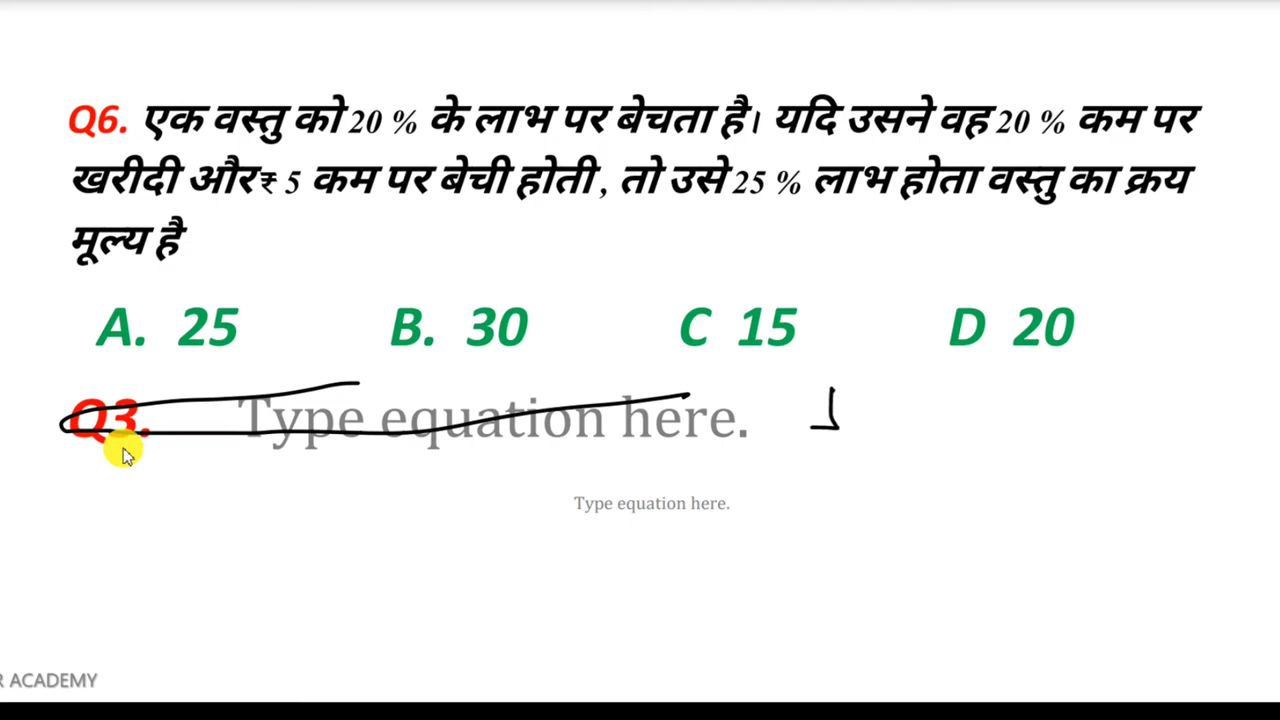 Q6. एक वस्तु को 20 % के लाभ पर बेचता है। यदि उसने वह 20 % कम पर
खरीदी और ₹ 5 कम पर बेची होती , तो उसे 25 % लाभ होता वस्तु का क्रय
मूल्य है
A. 25 B. 30 C 15 D 20
Q3. Type equation here. 1
Type equation here.
R ACADEMY